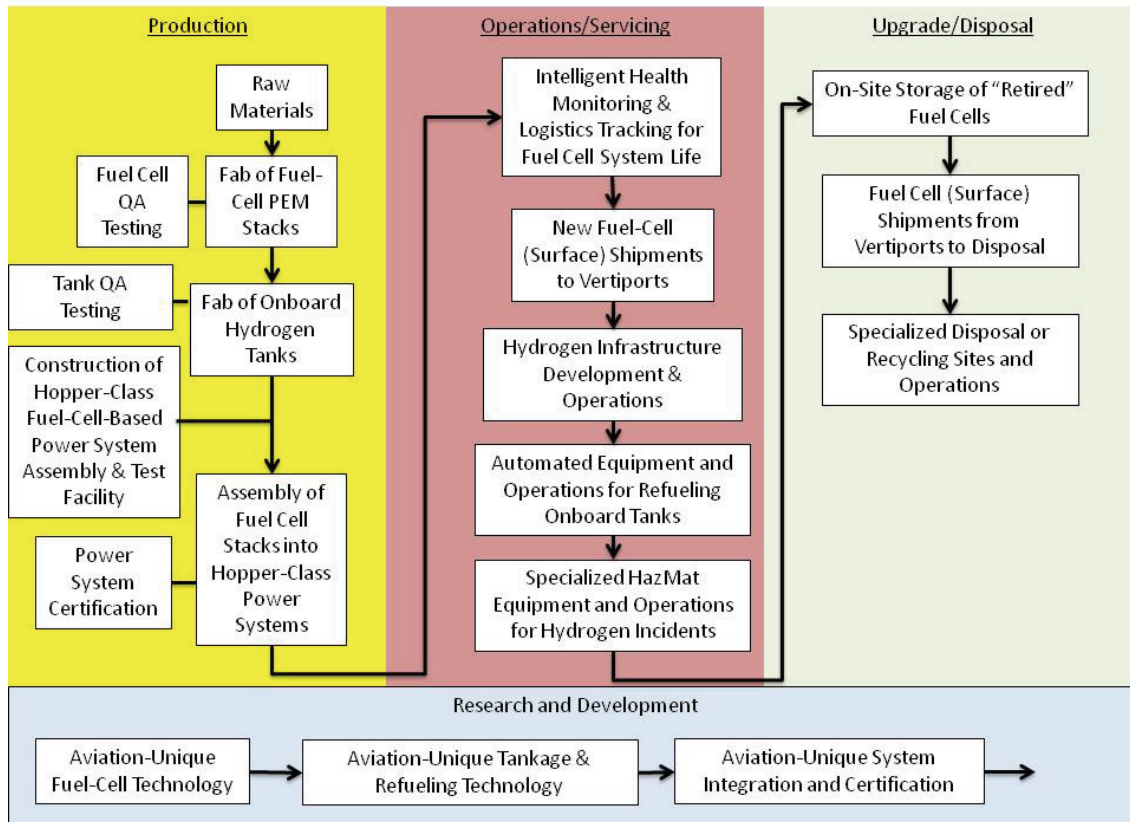 Production
Raw
Materials
Fuel Cell
QA
Testing
Fab of Fuel-
Cell PEM
Stacks
Tank QA
Testing
Fab of Onboard
Hydrogen
Tanks
Construction of
Hopper-Class
Fuel-Cell-Based
Power System
Assembly & Test
Facility
Assembly of
Fuel Cell
Stacks into
Hopper-Class
Power
Systems
Power
System
Certification
Operations/Servicing
Intelligent Health
Monitoring &
Logistics Tracking for
Fuel Cell System Life
New Fuel-Cell
(Surface) Shipments
to Vertiports
Hydrogen Infrastructure
Development &
Operations
Automated Equipment and
Operations for Refueling
Onboard Tanks
Specialized HazMat
Equipment and Operations
for Hydrogen Incidents
Upgrade/Disposal
On-Site Storage of “Retired”
Fuel Cells
Fuel Cell (Surface)
Shipments from
Vertiports to Disposal
Specialized Disposal or
Recycling Sites and
Operations
Research and Development
Aviation-Unique
Fuel-Cell Technology
Aviation-Unique Tankage &
Refueling Technology
Aviation-Unique System
Integration and Certification